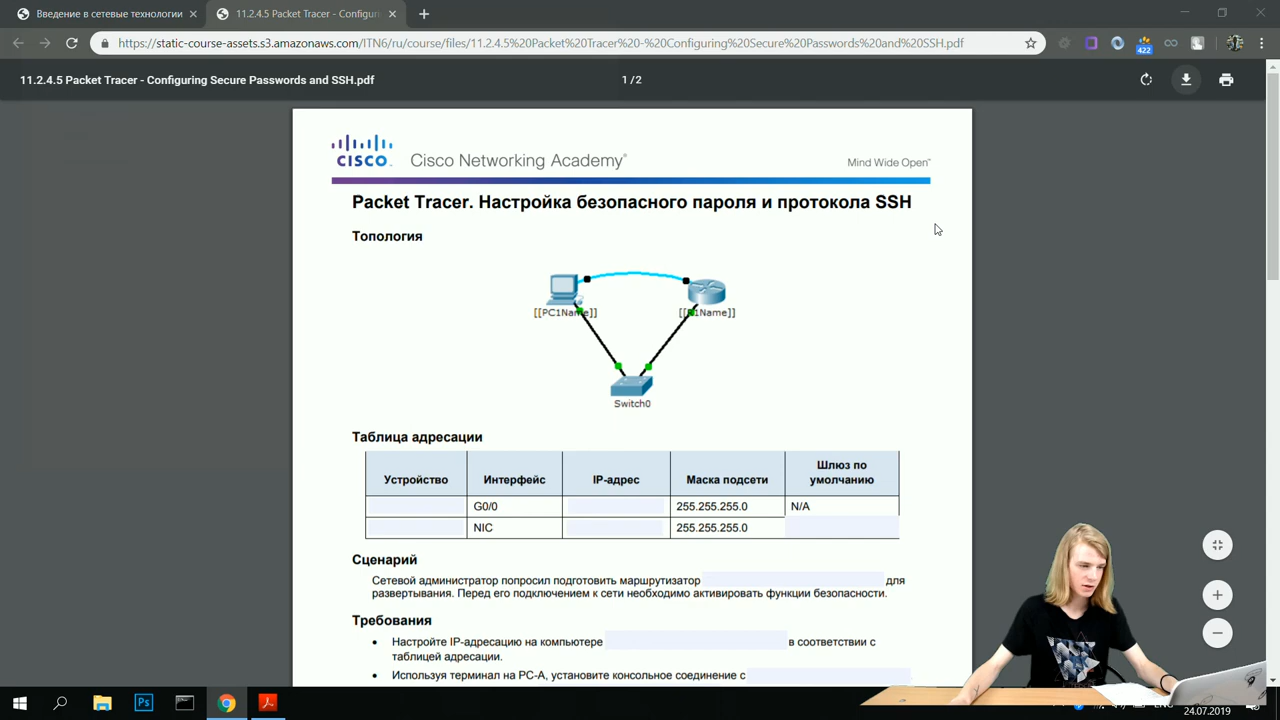 Введение в сетевые технологии
11.2.4.5 Packet Tracer - Configurin
https://static-course-assets.s3.amazonaws.com/ITN6/ru/course/files/11.2.4.5%20Packet%20Tracer%20-%20Configuring%20Secure%20Passwords%20and%20SSH.pdf
422
11.2.4.5 Packet Tracer - Configuring Secure Passwords and SSH.pdf
1 / 2
CISCO
Cisco Networking Academy®
Mind Wide Open™
Packet Tracer. Настройка безопасного пароля и протокола SSH
Топология
[[PC1Name]]
[[R1Name]]
Switch0
Таблица адресации
Устройство Интерфейс IP-адрес Маска подсети Шлюз по умолчанию
G0/0 255.255.255.0 N/A
NIC 255.255.255.0
Сценарий
Сетевой администратор попросил подготовить маршрутизатор для
развертывания. Перед его подключением к сети необходимо активировать функции безопасности.
Требования
• Настройте IP-адресацию на компьютере в соответствии с
таблицей адресации.
• Используя терминал на PC-A, установите консольное соединение с
Ps
24.07.2019